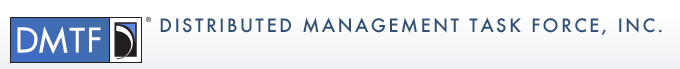 DMTF® DISTRIBUTED MANAGEMENT TASK FORCE, INC.